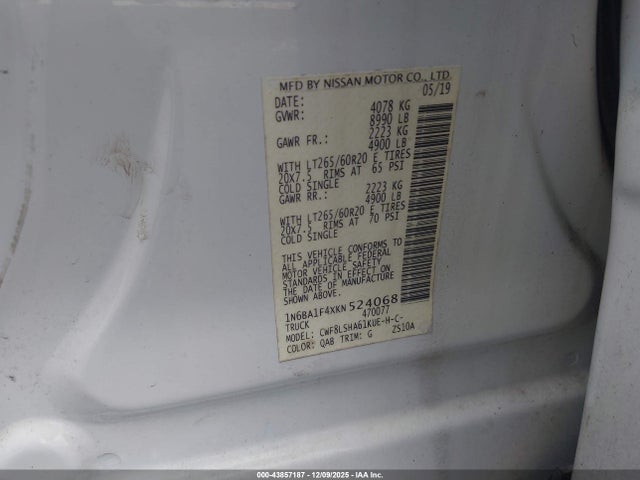 MFD BY NISSAN MOTOR CO., LTD.
DATE: 05/19
GVWR: 4078 KG
8990 LB
GAWR FR.: 2223 KG
4900 LB
WITH LT265/60R20 E TIRES
20X7.5 RIMS AT 65 PSI
COLD SINGLE
GAWR RR.: 2223 KG
4900 LB
WITH LT265/60R20 E TIRES
20X7.5 RIMS AT 70 PSI
COLD SINGLE
THIS VEHICLE CONFORMS TO
ALL APPLICABLE FEDERAL
MOTOR VEHICLE SAFETY
STANDARDS IN EFFECT ON
THE DATE OF MANUFACTURE
SHOWN ABOVE.
1N6BA1F4XKN524068
TRUCK 470077
MODEL: CWF8LSHA61KUE-H-C-
COLOR: QAB TRIM: G ZS10A
000-43857187 - 12/09/2025 - IAA Inc.